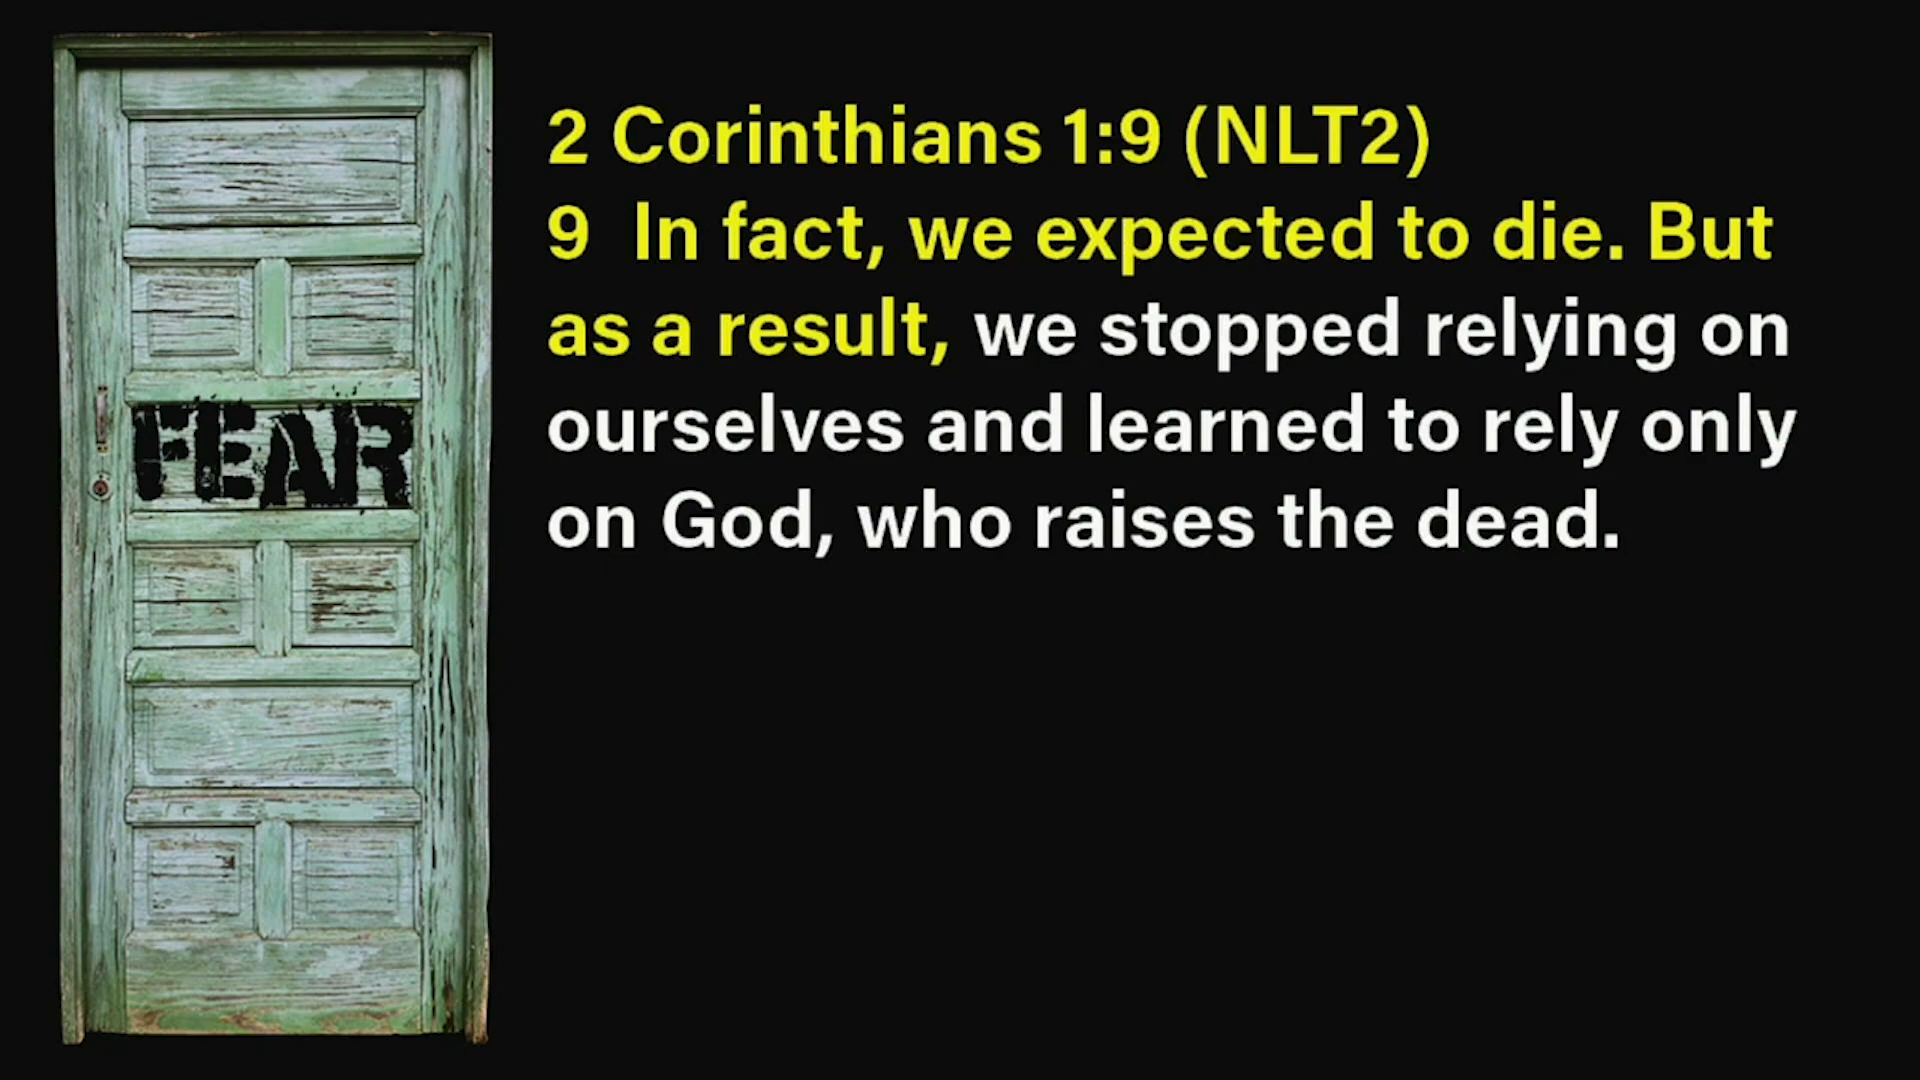 2 Corinthians 1:9 (NLT2)
9 In fact, we expected to die. But
as a result, we stopped relying on
ourselves and learned to rely only
on God, who raises the dead.
FEAR